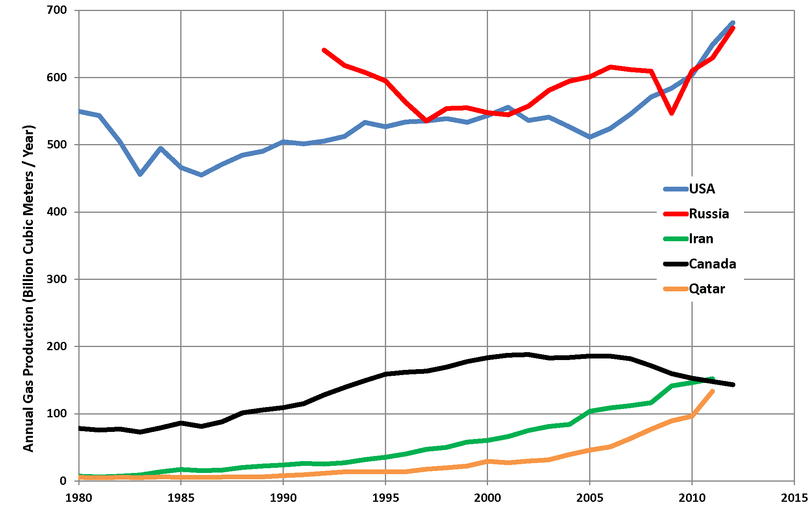 Annual Gas Production (Billion Cubic Meters / Year)
700
600
500
400
300
200
100
0
USA
Russia
Iran
Canada
Qatar
1980 1985 1990 1995 2000 2005 2010 2015